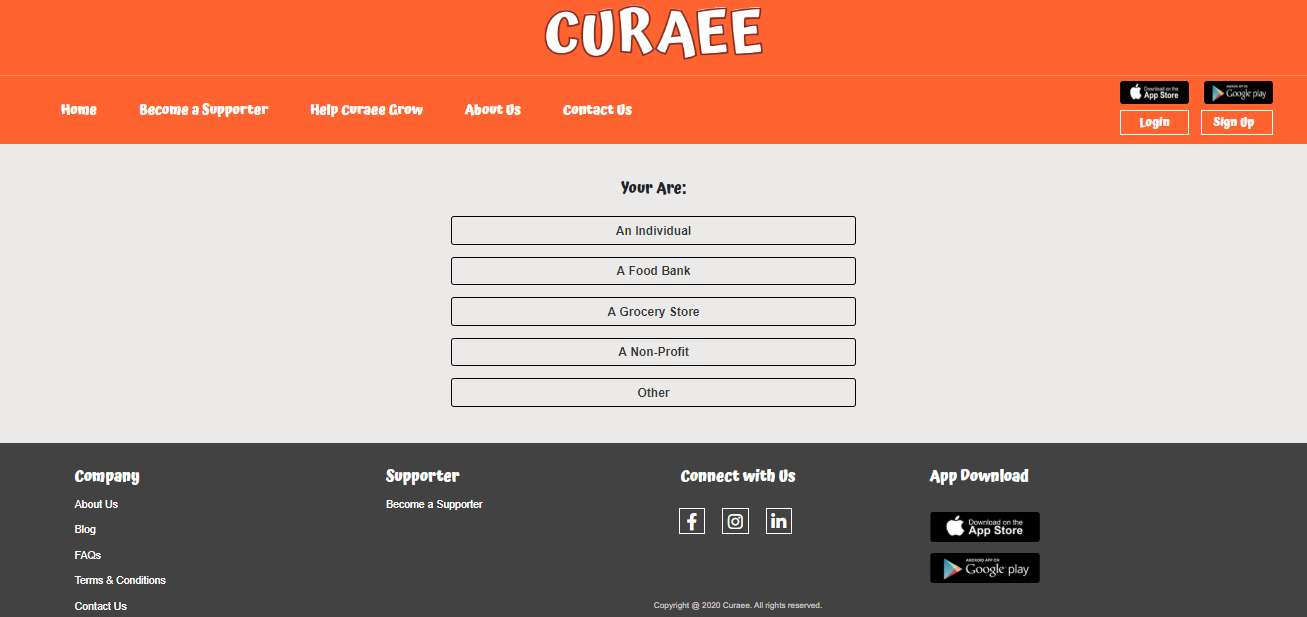 CURAEE
Home Become a Supporter Help Curaee Grow About Us Contact Us
Download on the
App Store
ANDROID APP ON
Google play
Login Sign Up
Your Are:
An Individual
A Food Bank
A Grocery Store
A Non-Profit
Other
Company
About Us
Blog
FAQs
Terms & Conditions
Contact Us
Supporter
Become a Supporter
Connect with Us
f
in
App Download
Download on the
App Store
ANDROID APP ON
Google play
Copyright @ 2020 Curaee. All rights reserved.